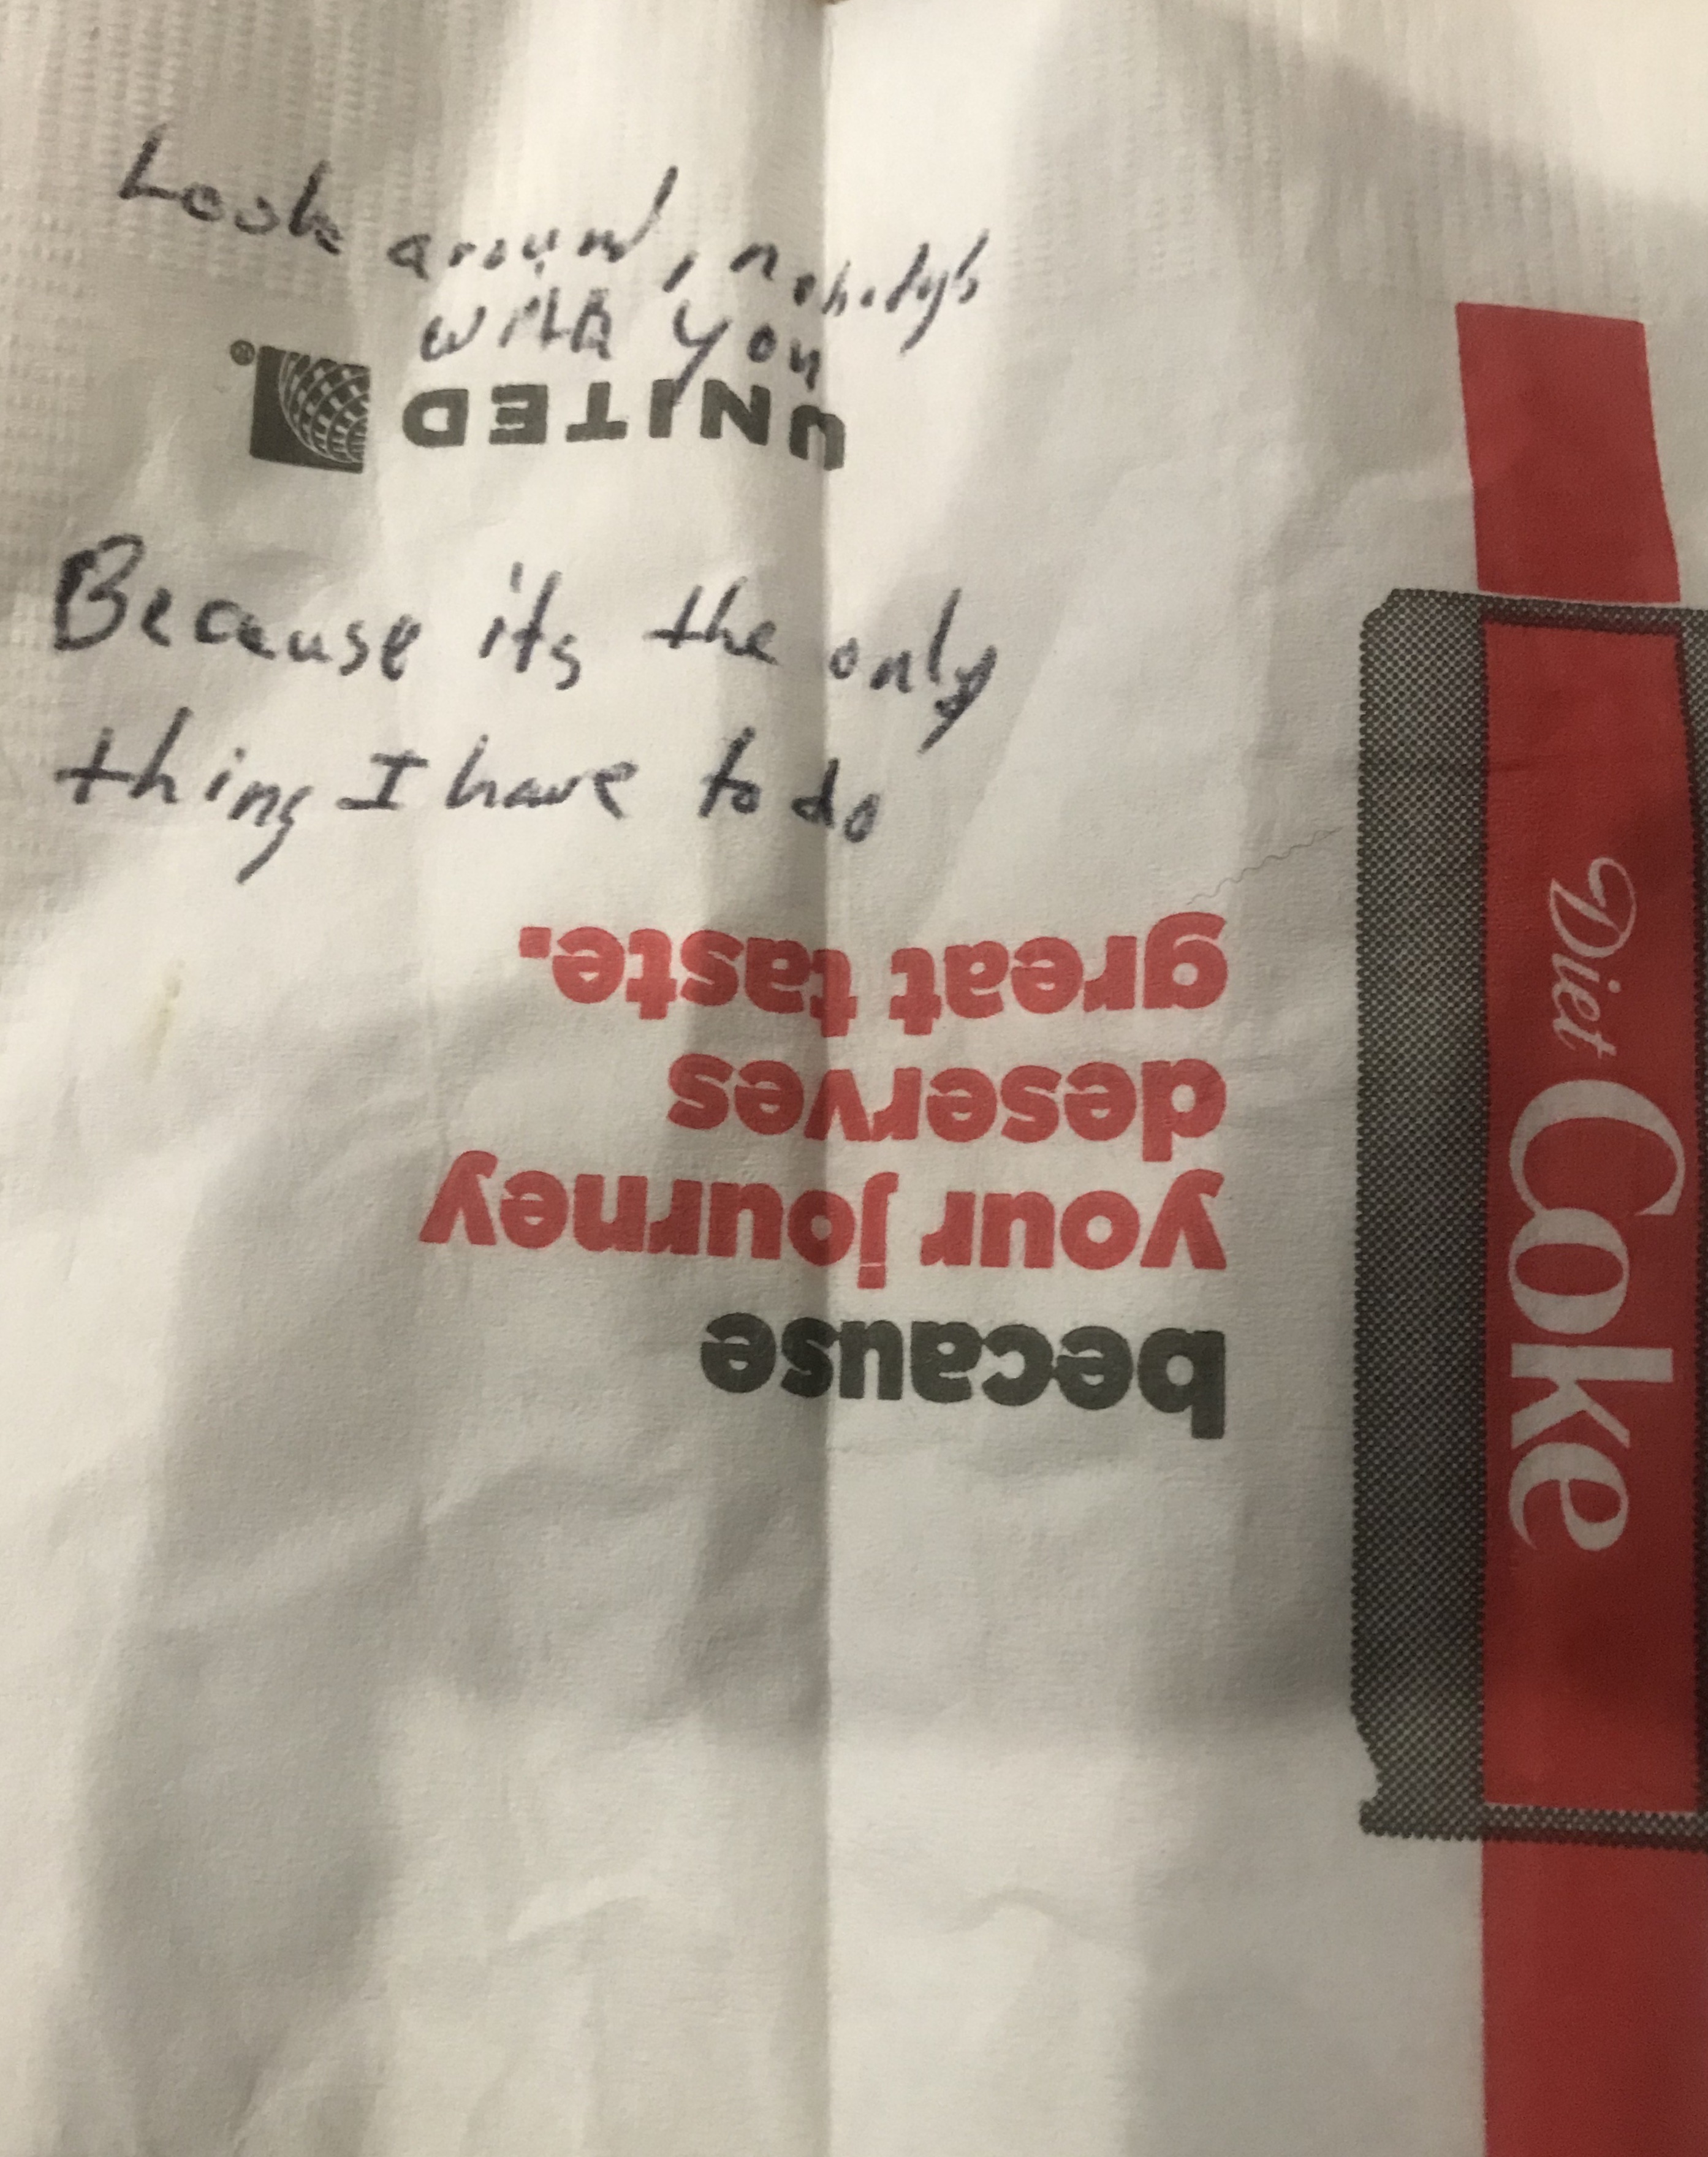 Look around, nobody's
with you
UNITED
®
Because its the only
thing I have to do
because
your journey
deserves
great taste.
Diet Coke